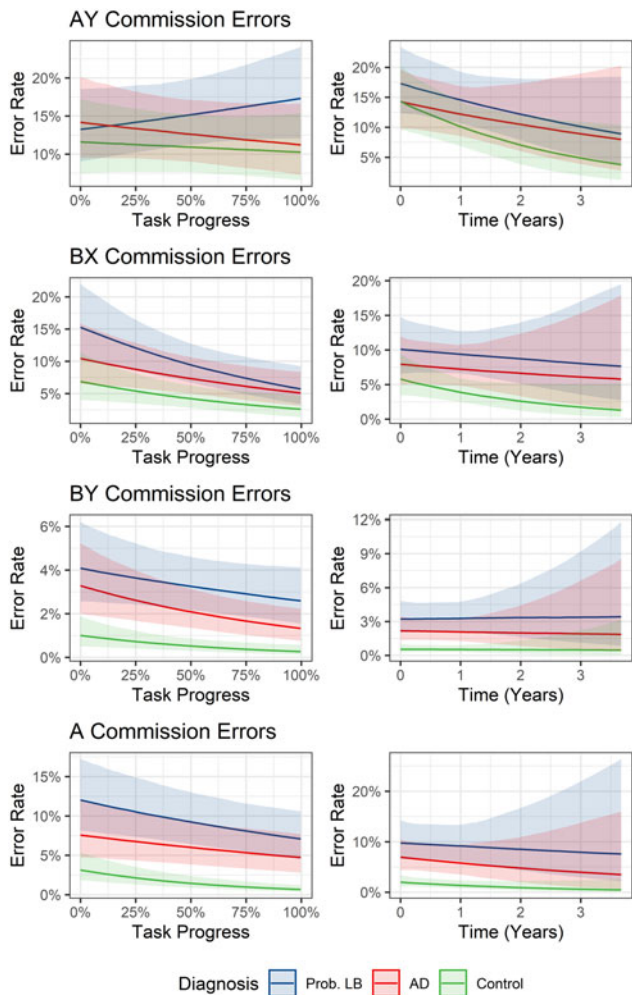 AY Commission Errors
Error Rate
20%
15%
10%
0% 25% 50% 75% 100%
Task Progress
Error Rate
20%
15%
10%
5%
0 1 2 3
Time (Years)
BX Commission Errors
Error Rate
20%
15%
10%
5%
0% 25% 50% 75% 100%
Task Progress
Error Rate
20%
15%
10%
5%
0%
0 1 2 3
Time (Years)
BY Commission Errors
Error Rate
6%
4%
2%
0%
0% 25% 50% 75% 100%
Task Progress
Error Rate
12%
9%
6%
3%
0%
0 1 2 3
Time (Years)
A Commission Errors
Error Rate
15%
10%
5%
0%
0% 25% 50% 75% 100%
Task Progress
Error Rate
20%
10%
0%
0 1 2 3
Time (Years)
Diagnosis Prob. LB AD Control